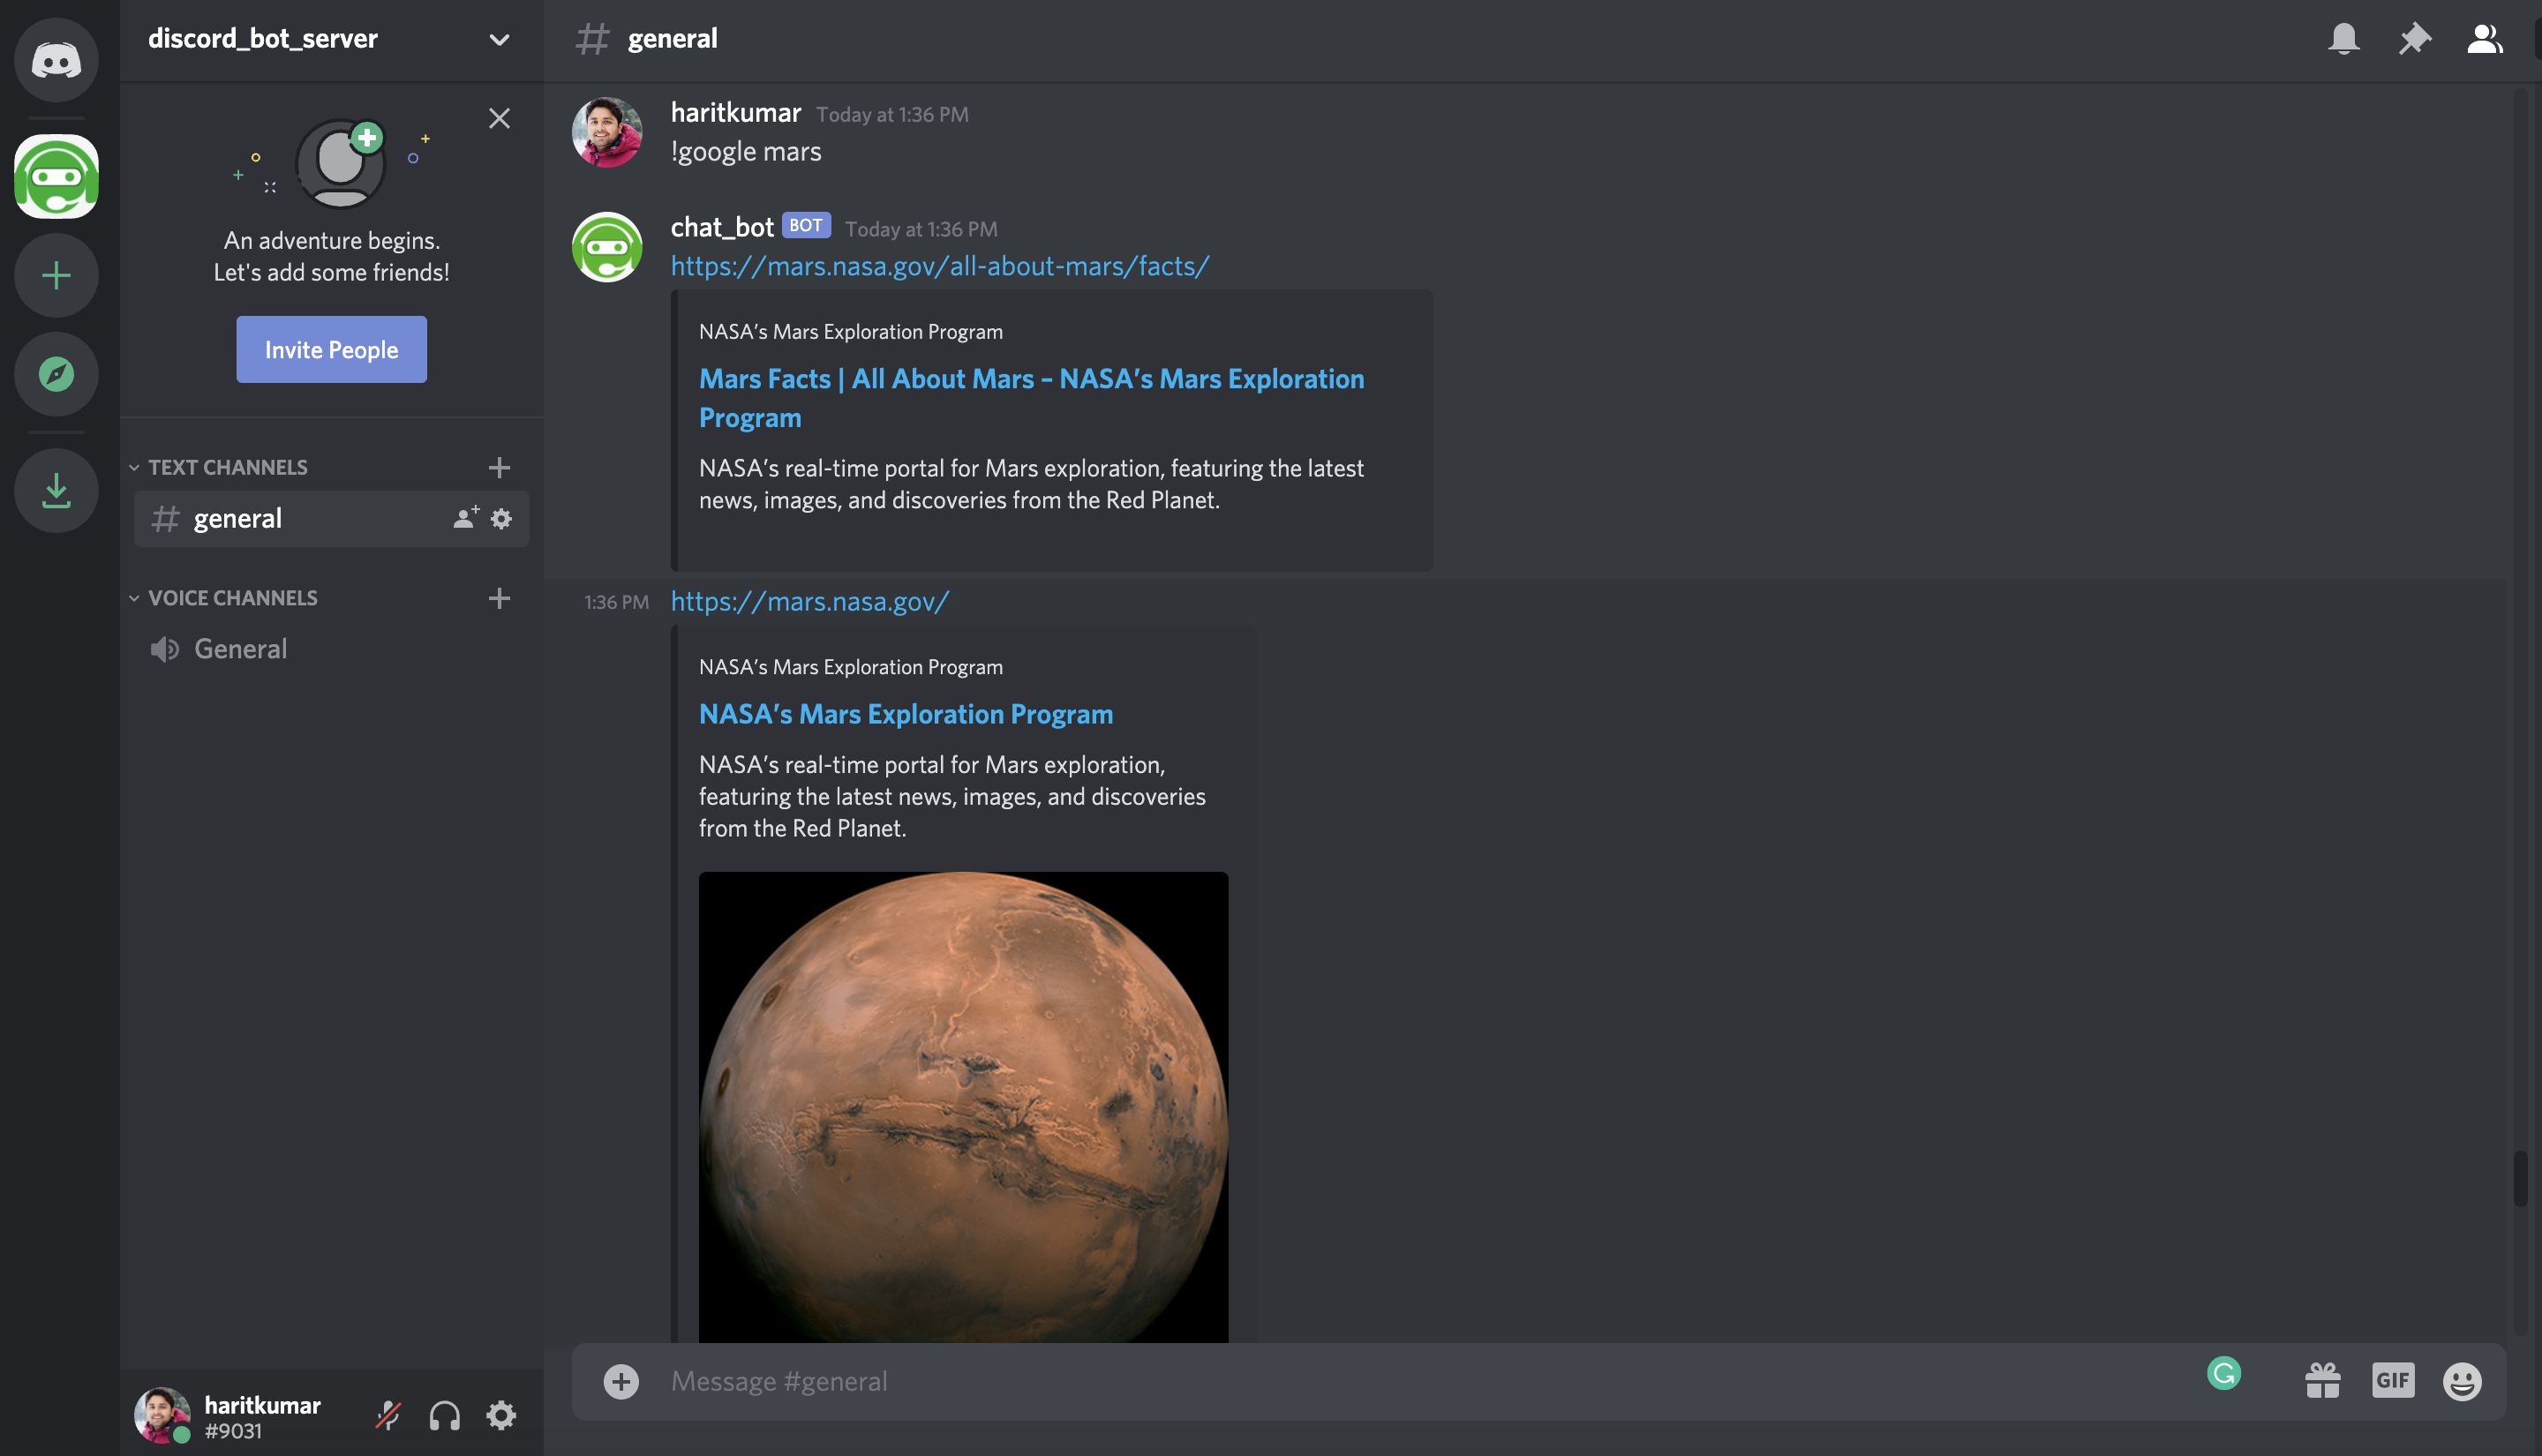 discord_bot_server
An adventure begins.
Let's add some friends!
Invite People
TEXT CHANNELS
general
VOICE CHANNELS
General
haritkumar
#9031
# general
haritkumar Today at 1:36 PM
!google mars
chat_bot BOT Today at 1:36 PM
https://mars.nasa.gov/all-about-mars/facts/
NASA’s Mars Exploration Program
Mars Facts | All About Mars – NASA’s Mars Exploration
Program
NASA’s real-time portal for Mars exploration, featuring the latest
news, images, and discoveries from the Red Planet.
1:36 PM https://mars.nasa.gov/
NASA’s Mars Exploration Program
NASA’s Mars Exploration Program
NASA’s real-time portal for Mars exploration,
featuring the latest news, images, and discoveries
from the Red Planet.
Message #general
GIF